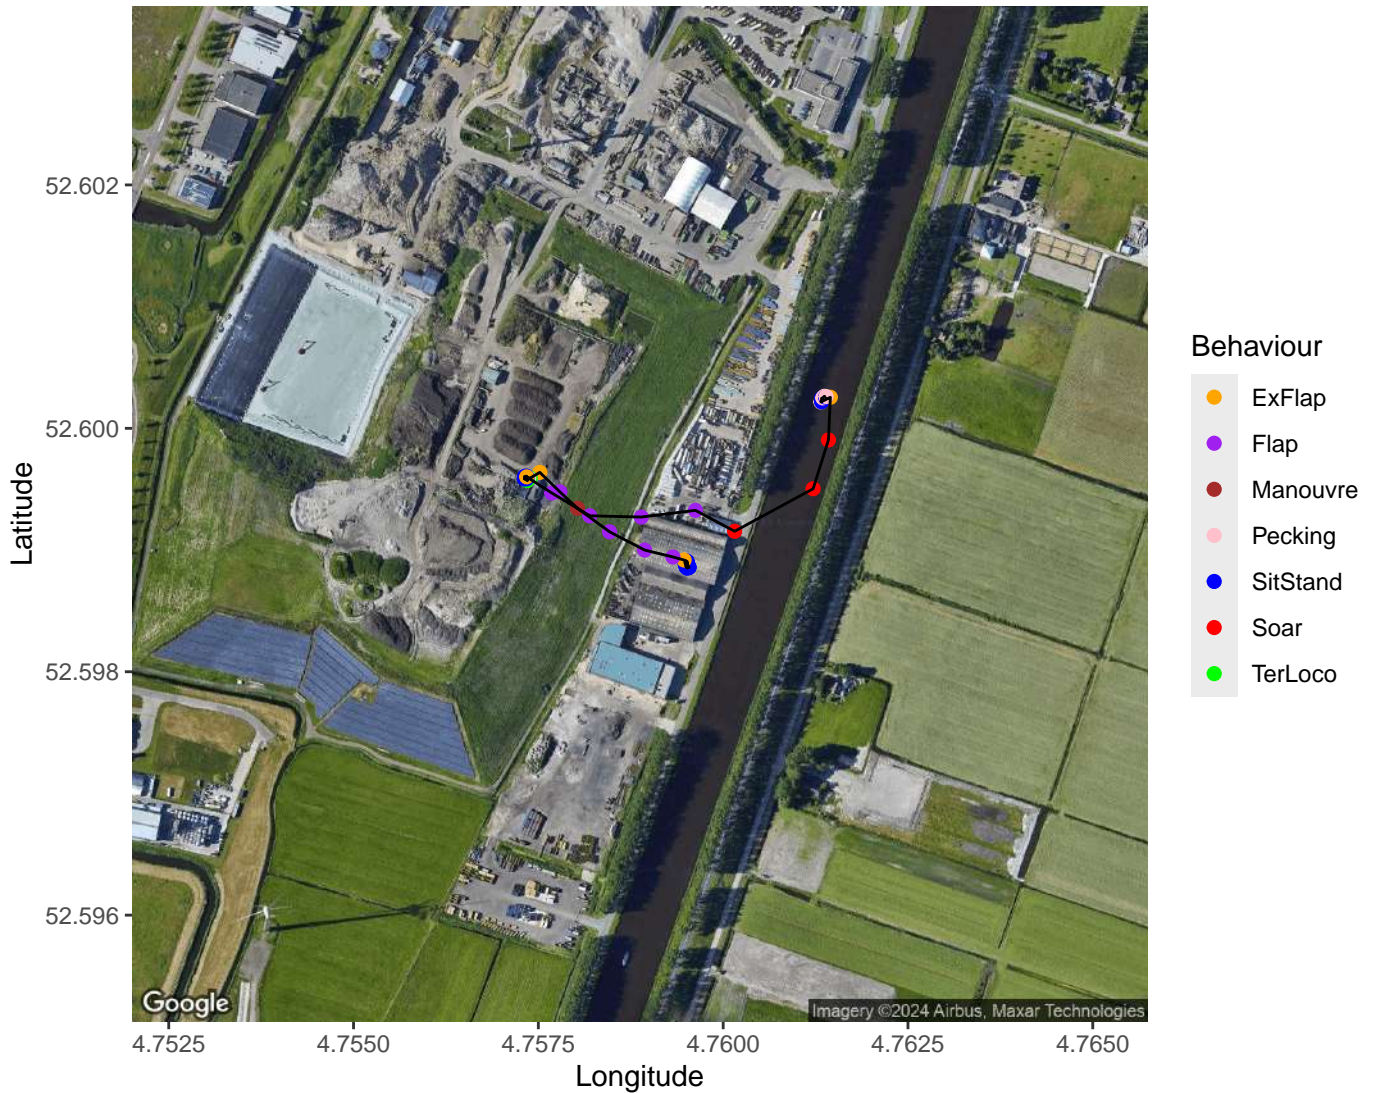 52.602
52.600
52.598
52.596
Latitude
4.7525
4.7550
4.7575
4.7600
4.7625
4.7650
Longitude
Google
Imagery ©2024 Airbus, Maxar Technologies
Behaviour
ExFlap
Flap
Manouvre
Pecking
SitStand
Soar
TerLoco